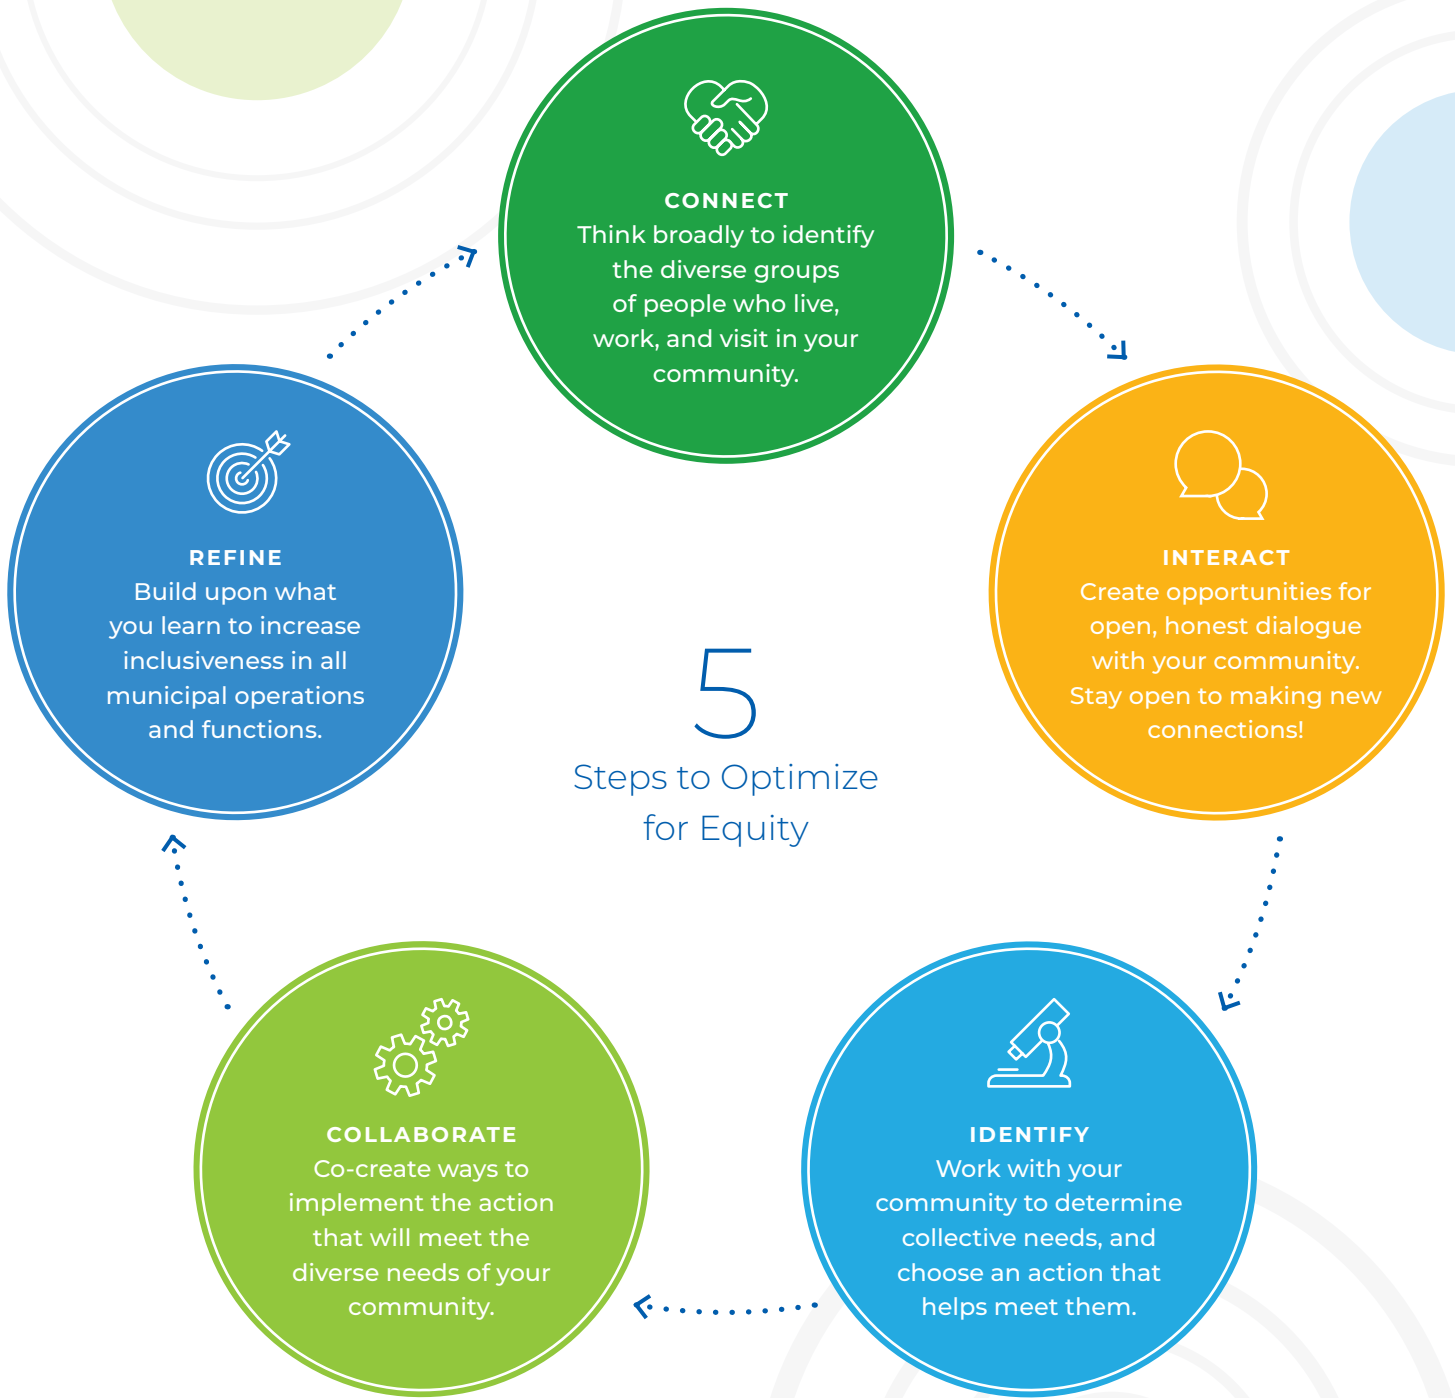 CONNECT
Think broadly to identify
the diverse groups
of people who live,
work, and visit in your
community.
INTERACT
Create opportunities for
open, honest dialogue
with your community.
Stay open to making new
connections!
IDENTIFY
Work with your
community to determine
collective needs, and
choose an action that
helps meet them.
COLLABORATE
Co-create ways to
implement the action
that will meet the
diverse needs of your
community.
REFINE
Build upon what
you learn to increase
inclusiveness in all
municipal operations
and functions.
5
Steps to Optimize
for Equity